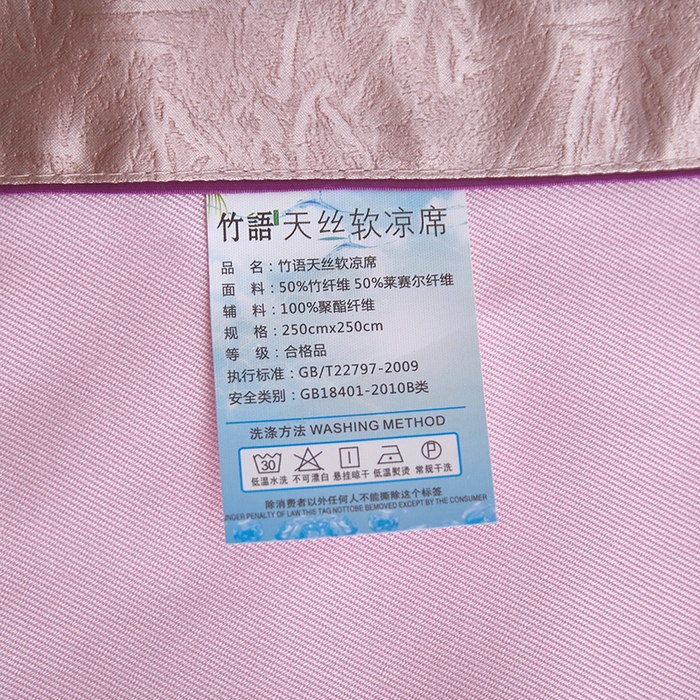 竹語天丝软凉席
品 名：竹语天丝软凉席
面 料：50%竹纤维 50%莱赛尔纤维
辅 料：100%聚酯纤维
规 格：250cmx250cm
等 级：合格品
执行标准：GB/T22797-2009
安全类别：GB18401-2010B类
洗涤方法 WASHING METHOD
30 P
低温水洗 不可漂白 悬挂晾干 低温熨烫 常规干洗
除消费者以外任何人不能撕除这个标签
UNDER PENALTY OF LAW THIS TAG NOTTOBE BEMOVED EXCEPT BY THE CONSUMER